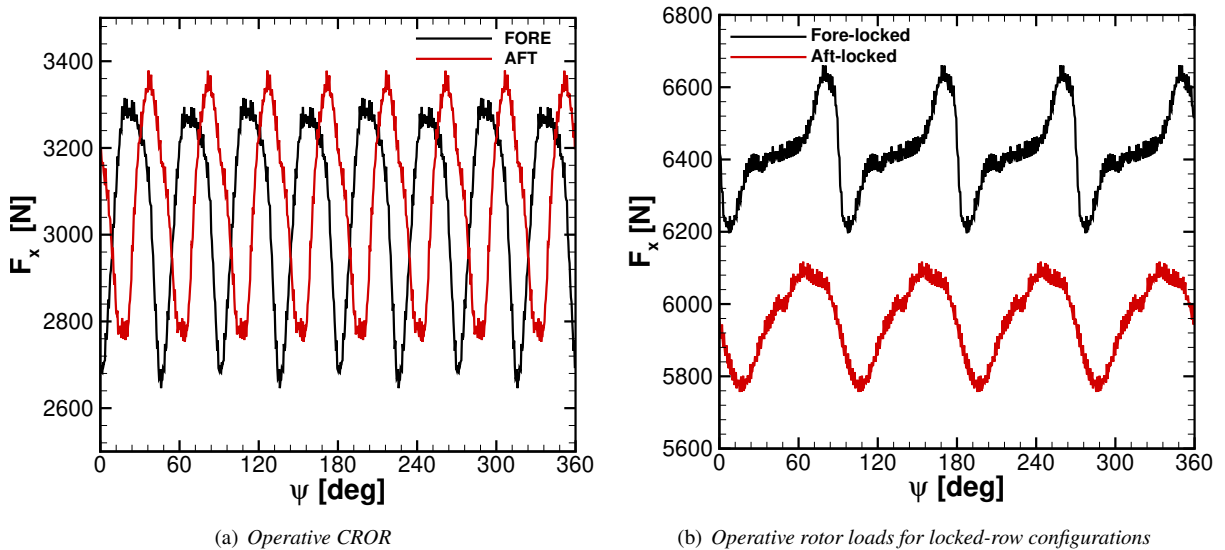 FORE
AFT
3400
3200
3000
2800
2600
F_x [N]
0 60 120 180 240 300 360
ψ [deg]
(a) Operative CROR
Fore-locked
Aft-locked
6800
6600
6400
6200
6000
5800
5600
F_x [N]
0 60 120 180 240 300 360
ψ [deg]
(b) Operative rotor loads for locked-row configurations